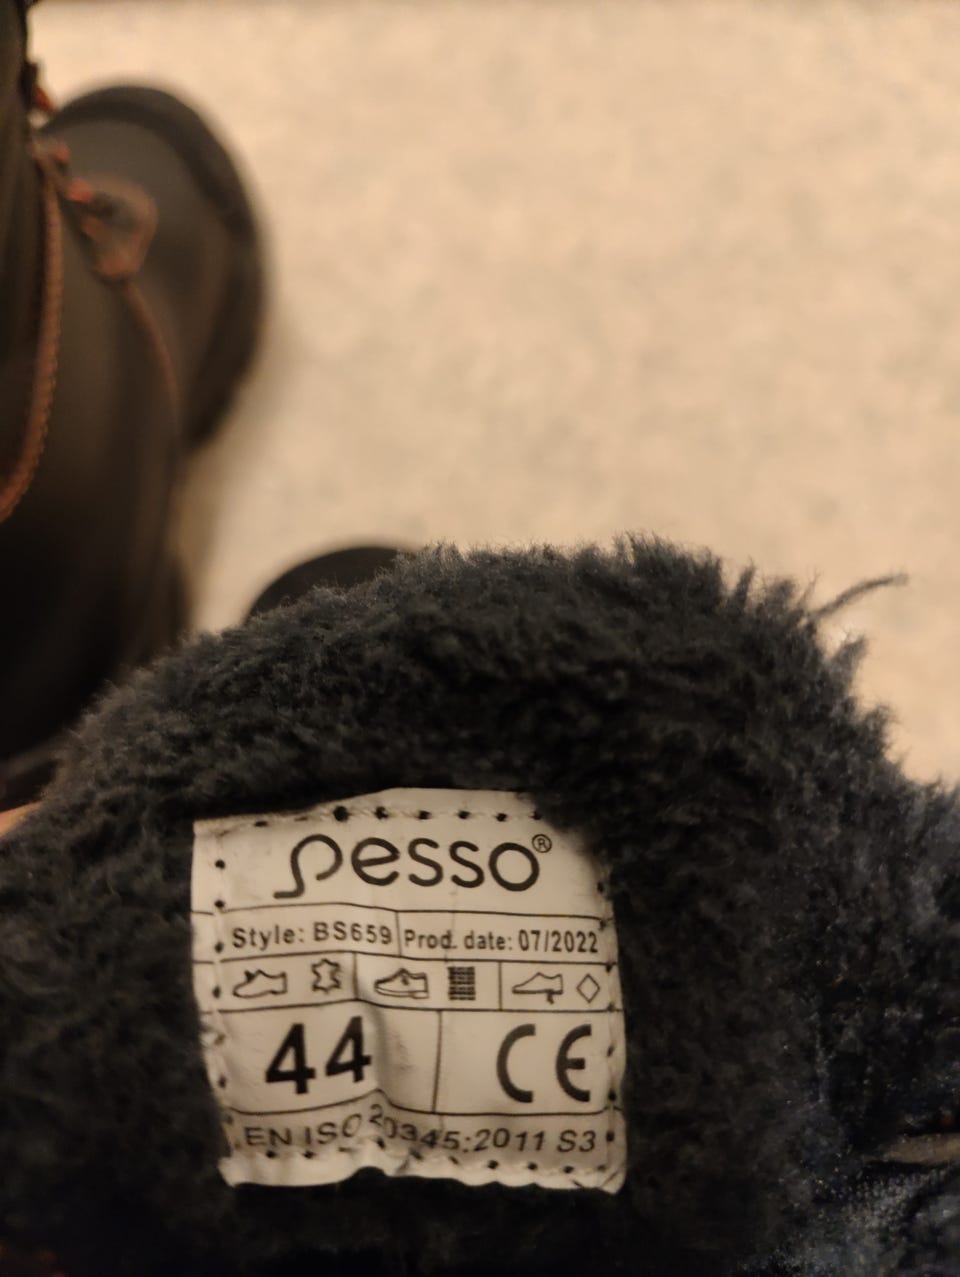 pesso®
Style: BS659 Prod. date: 07/2022
44 CE
EN ISO 20345:2011 S3